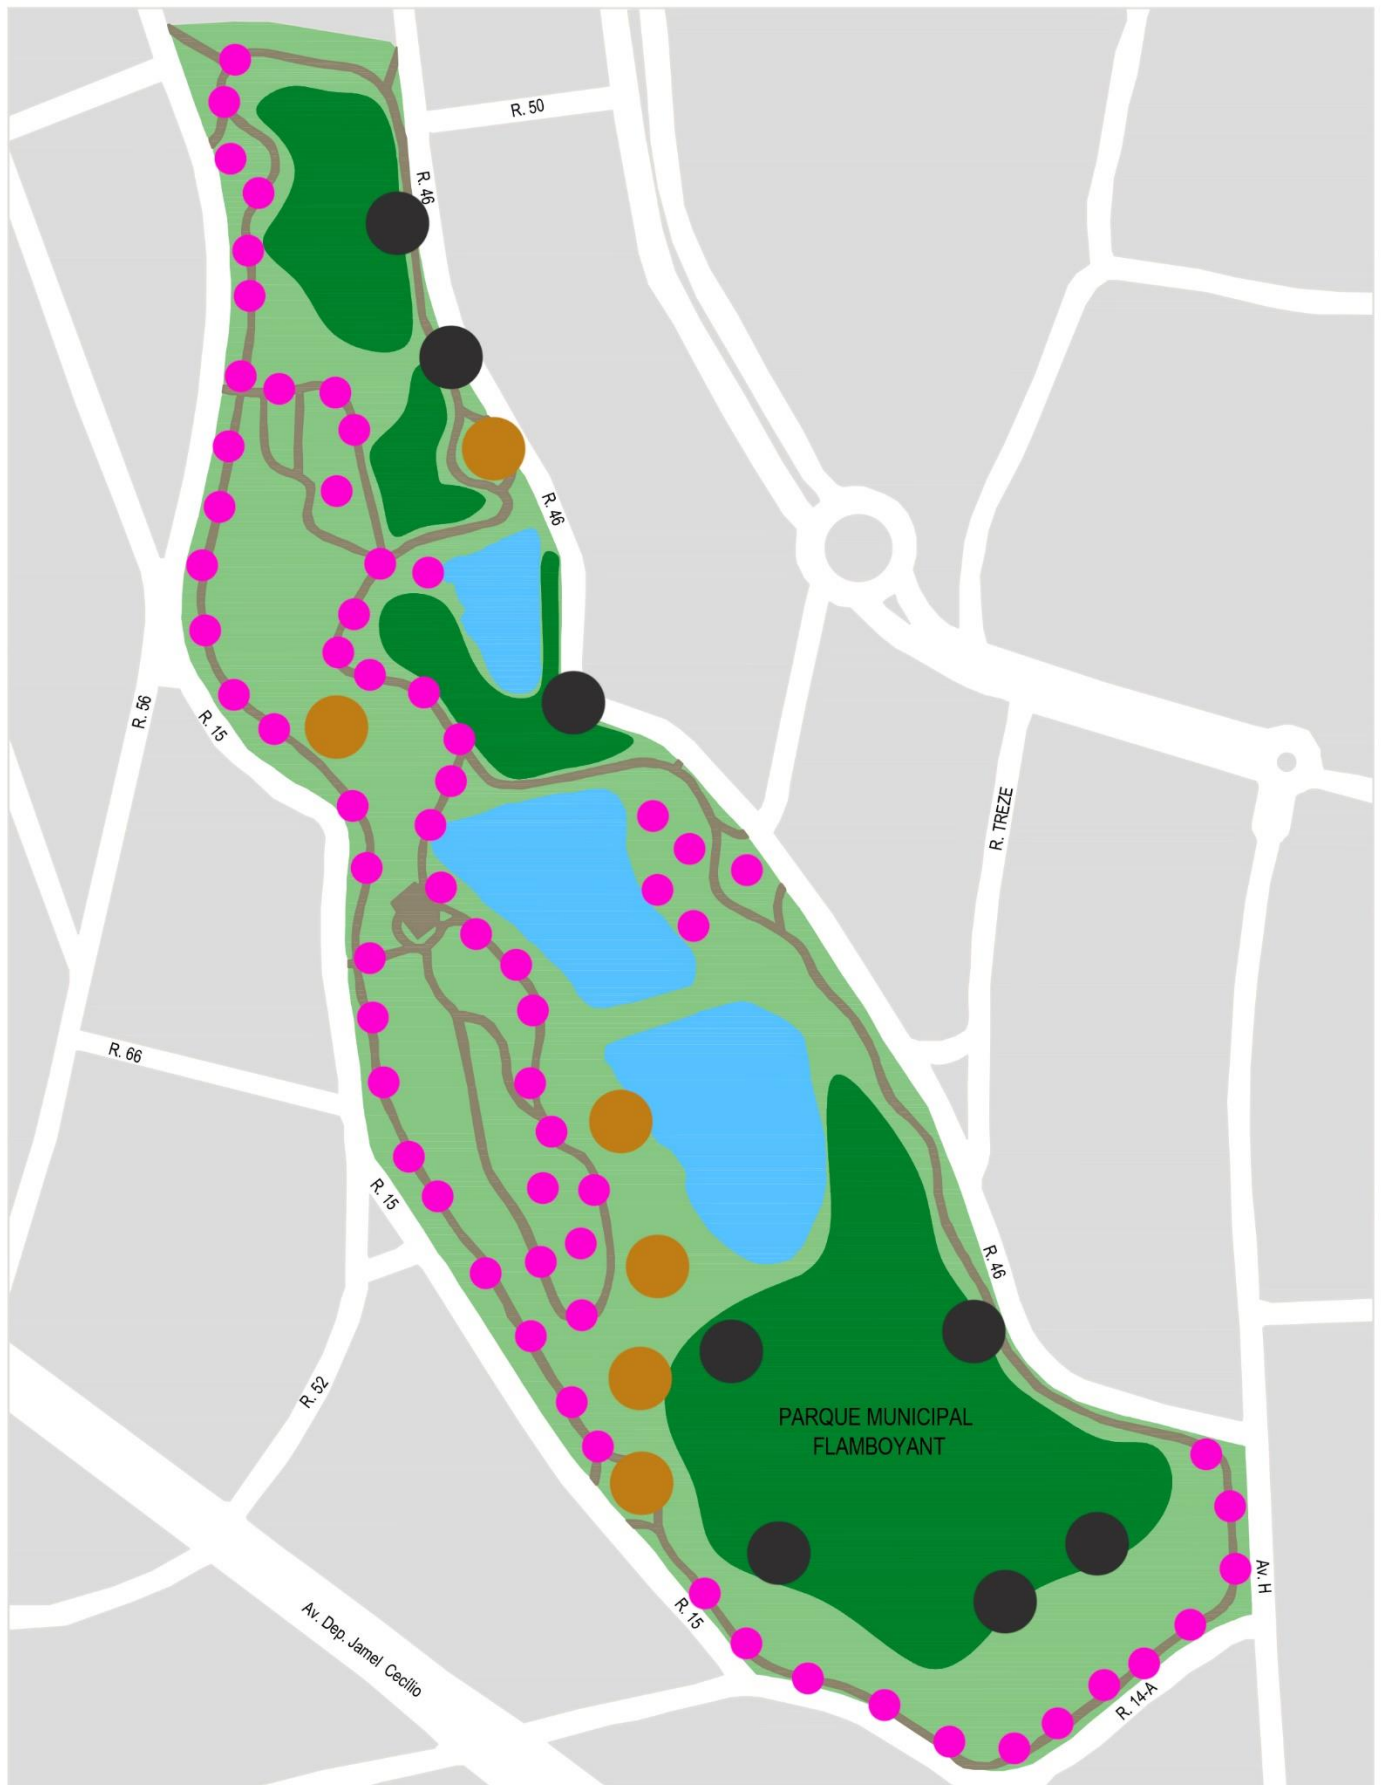 R. 50
R. 46
R. 46
R. 56
R. 15
R. TREZE
R. 66
R. 15
R. 46
R. 52
PARQUE MUNICIPAL
FLAMBOYANT
Av. H
R. 15
Av. Dep. Jamel Cecílio
R. 14-A